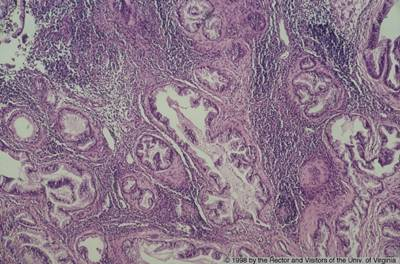 © 1998 by the Rector and Visitors of the Univ. of Virginia